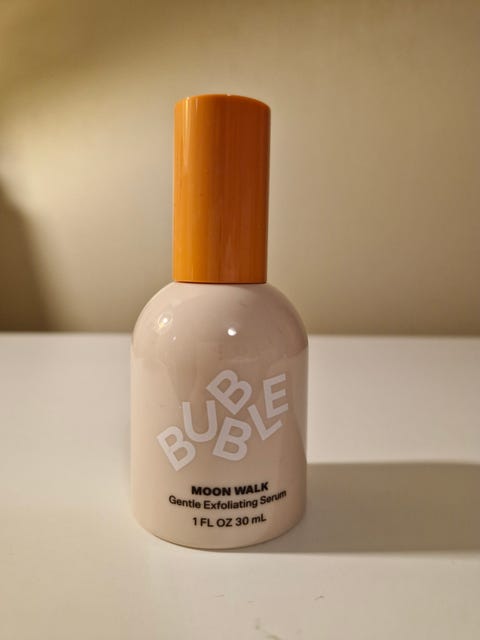 BUBBLE
MOON WALK
Gentle Exfoliating Serum
1 FL OZ 30 mL